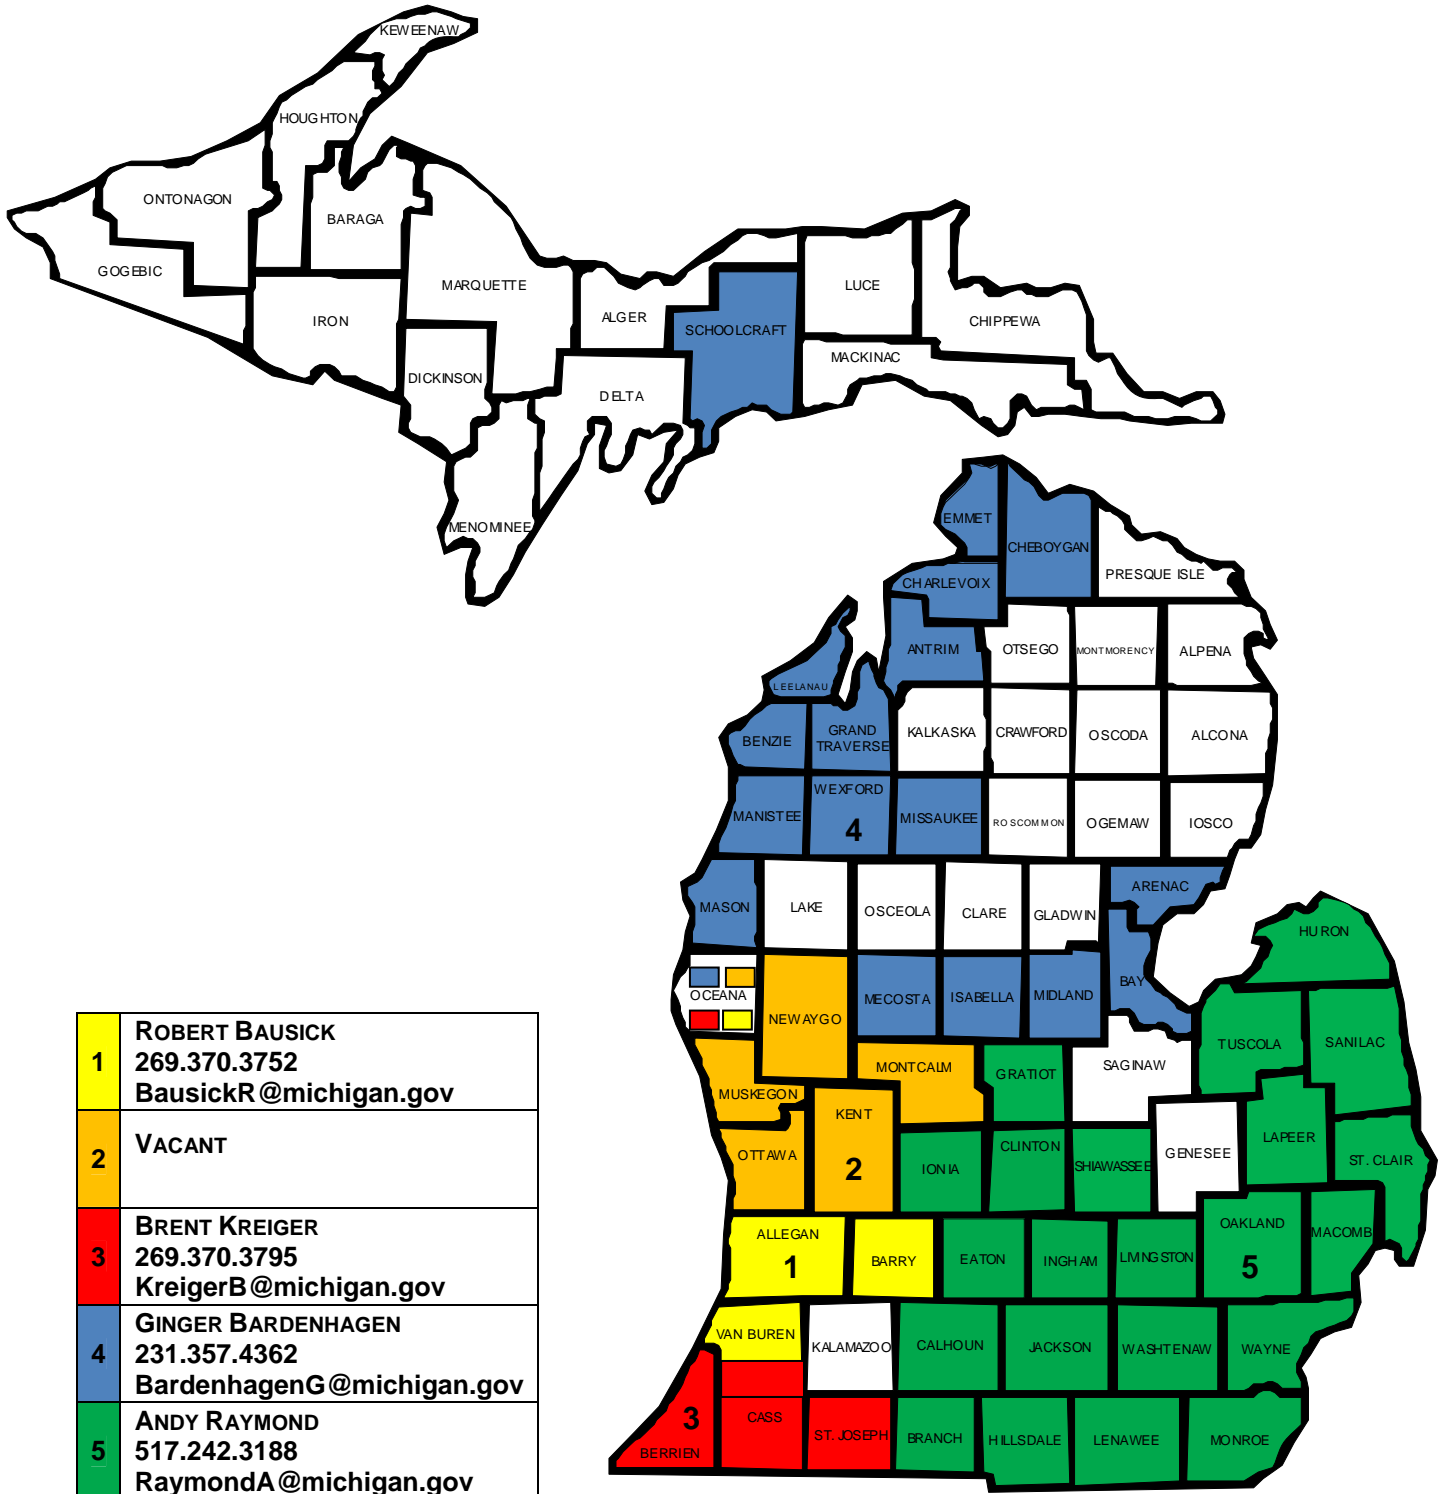 KEWEENAW
HOUGHTON
ONTONAGON
BARAGA
GOGEBIC
MARQUETTE
LUCE
IRON
ALGER
SCHOOLCRAFT
CHIPPEWA
MACKINAC
DICKINSON
DELTA
MENOMINEE
EMMET
CHEBOYGAN
PRESQUE ISLE
CHARLEVOIX
ANTRIM
OTSEGO
MONTMORENCY
ALPENA
LEELANAU
BENZIE
GRAND
TRAVERSE
KALKASKA
CRAWFORD
OSCODA
ALCONA
MANISTEE
WEXFORD
4
MISSAUKEE
ROSCOMMON
OGEMAW
IOSCO
MASON
LAKE
OSCEOLA
CLARE
GLADWIN
ARENAC
HURON
OCEANA
NEWAYGO
MECOSTA
ISABELLA
MIDLAND
BAY
TUSCOLA
SANILAC
MUSKEGON
MONTCALM
GRATIOT
SAGINAW
KENT
2
OTTAWA
IONIA
CLINTON
SHIAWASSEE
GENESEE
LAPEER
ST. CLAIR
ALLEGAN
1
BARRY
EATON
INGHAM
LIVINGSTON
OAKLAND
5
MACOMB
VAN BUREN
KALAMAZOO
CALHOUN
JACKSON
WASHTENAW
WAYNE
3
BERRIEN
CASS
ST. JOSEPH
BRANCH
HILLSDALE
LENAWEE
MONROE
1
ROBERT BAUSICK
269.370.3752
BausickR@michigan.gov
2
VACANT
3
BRENT KREIGER
269.370.3795
KreigerB@michigan.gov
4
GINGER BARDENHAGEN
231.357.4362
BardenhagenG@michigan.gov
5
ANDY RAYMOND
517.242.3188
RaymondA@michigan.gov